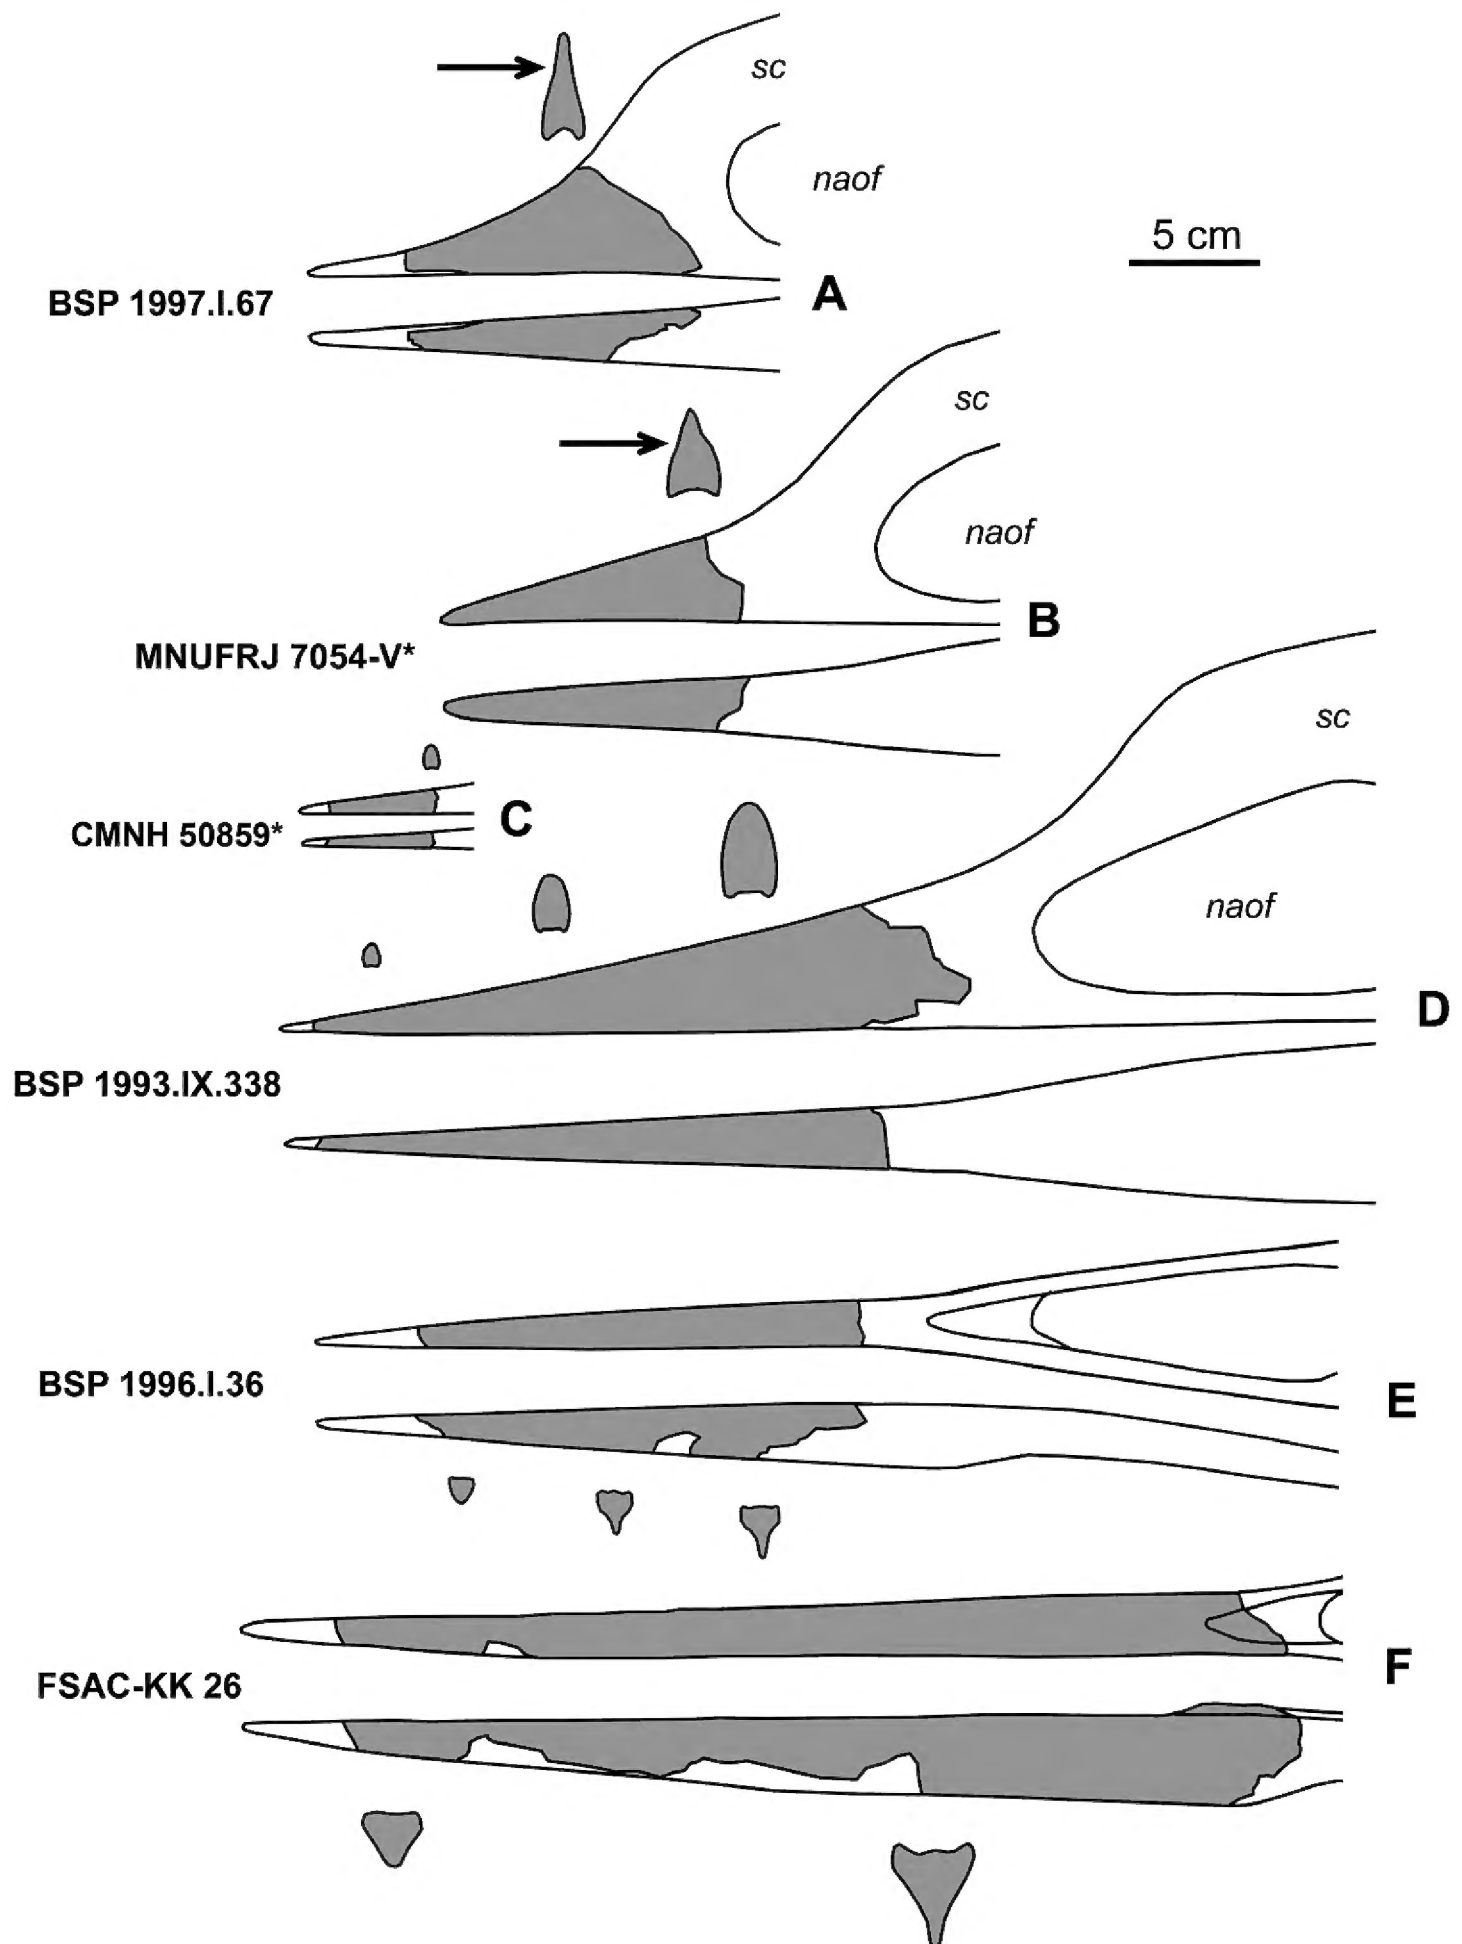 sc
naof
5 cm
BSP 1997.I.67
A
sc
naof
B
MNUFRJ 7054-V*
sc
CMNH 50859*
C
naof
D
BSP 1993.IX.338
BSP 1996.I.36
E
FSAC-KK 26
F